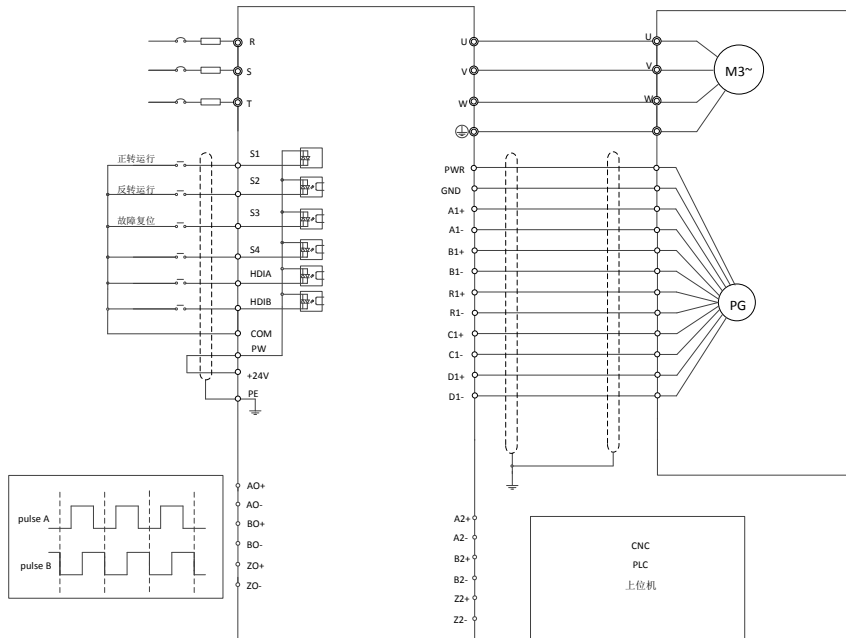 R
S
T
U
V
W
U
V
W
M3~
正转运行
S1
反转运行
S2
故障复位
S3
S4
HDIA
HDIB
COM
PW
+24V
PE
PWR
GND
A1+
A1-
B1+
B1-
R1+
R1-
C1+
C1-
D1+
D1-
PG
pulse A
pulse B
AO+
AO-
BO+
BO-
ZO+
ZO-
A2+
A2-
B2+
B2-
Z2+
Z2-
CNC
PLC
上位机